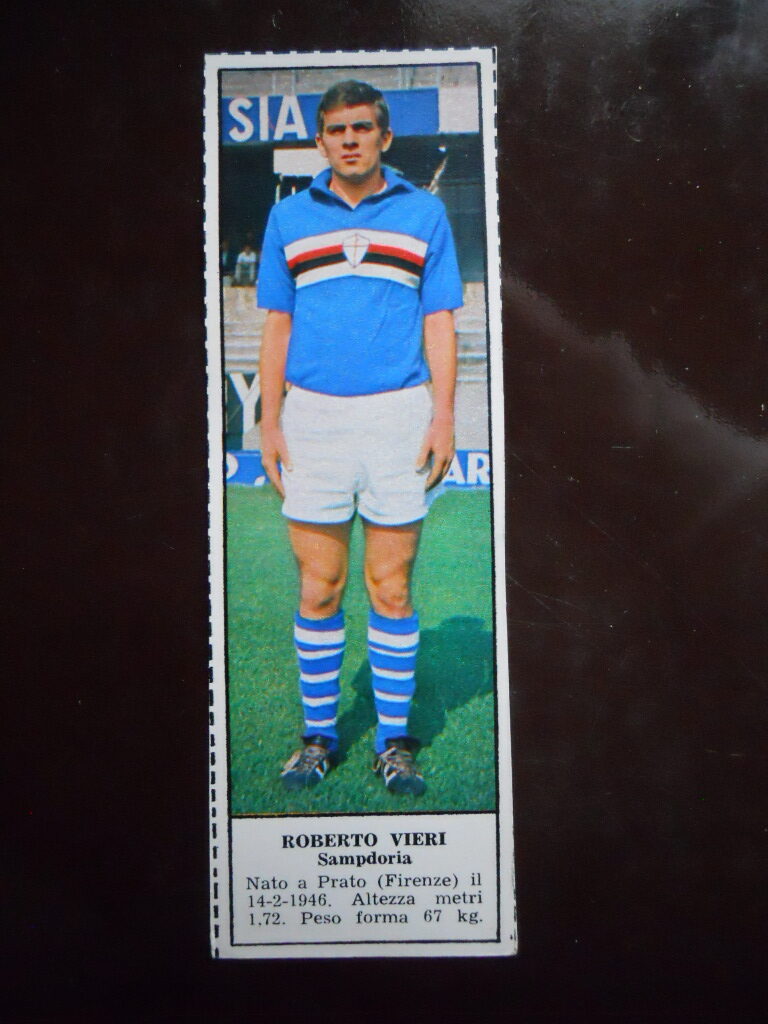 SIA
Y
AR
ROBERTO VIERI
Sampdoria
Nato a Prato (Firenze) il
14-2-1946. Altezza metri
1,72. Peso forma 67 kg.